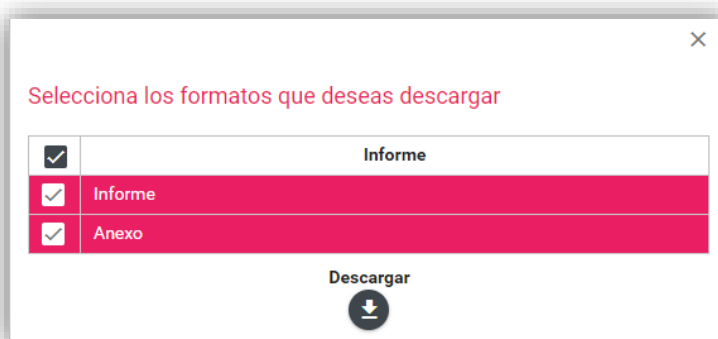 Selecciona los formatos que deseas descargar
Informe
Informe
Anexo
Descargar